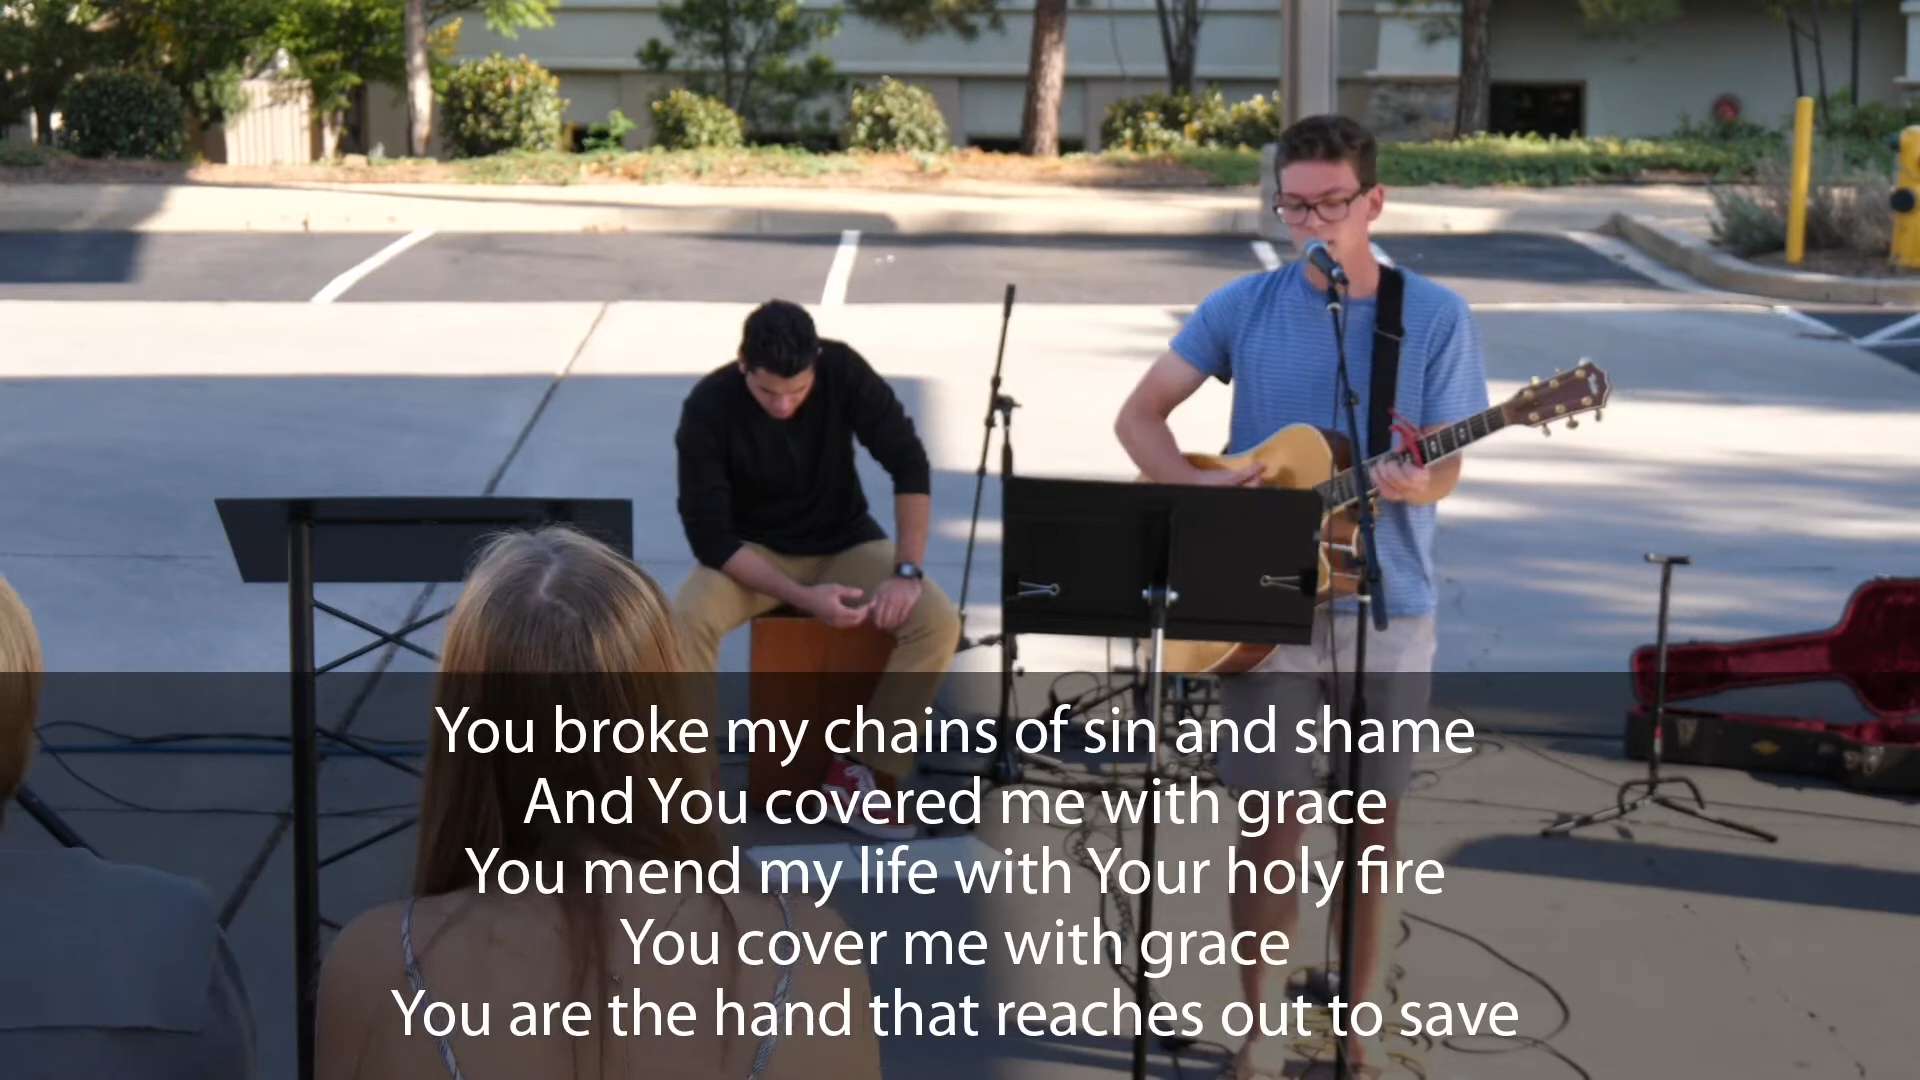 You broke my chains of sin and shame
And You covered me with grace
You mend my life with Your holy fire
You cover me with grace
You are the hand that reaches out to save